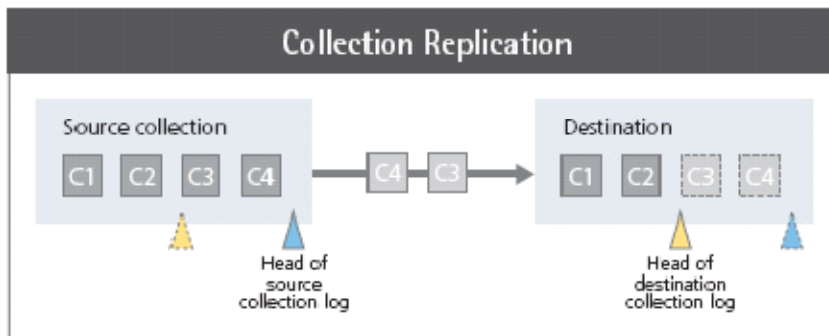 Collection Replication
Source collection
Destination
C1 C2 C3 C4
C4 C3
C1 C2 C3 C4
Head of
source
collection log
Head of
destination
collection log